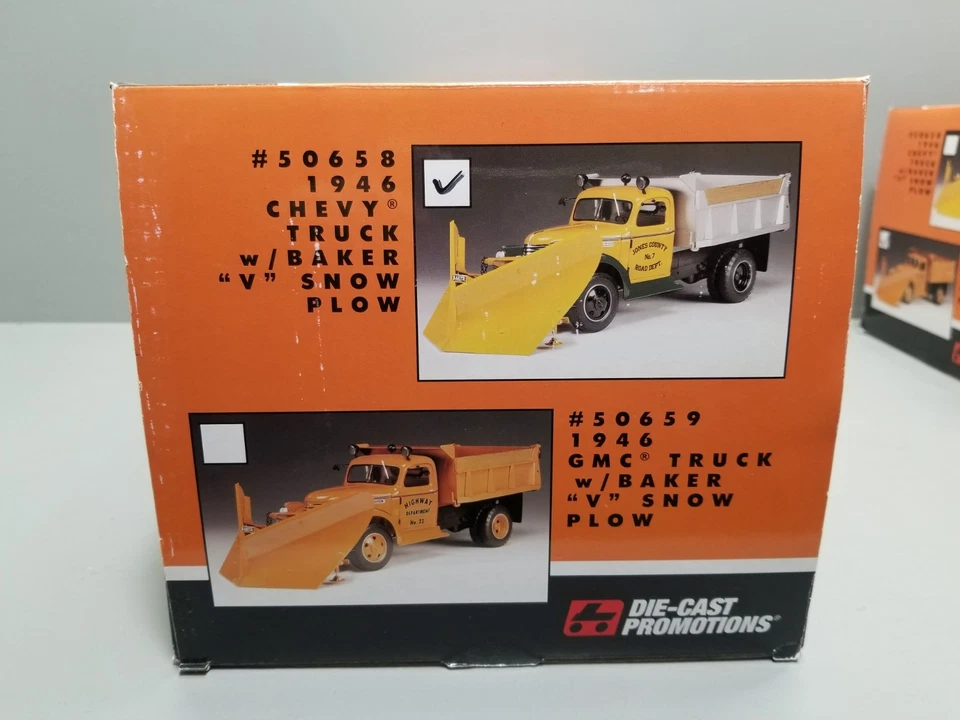 #50658
1946
CHEVY®
TRUCK
w/BAKER
"V" SNOW
PLOW
JONES COUNTY
No. 7
ROAD DEPT.
#50659
1946
GMC® TRUCK
w/BAKER
"V" SNOW
PLOW
HIGHWAY
DEPARTMENT
No. 22
DIE-CAST
PROMOTIONS®